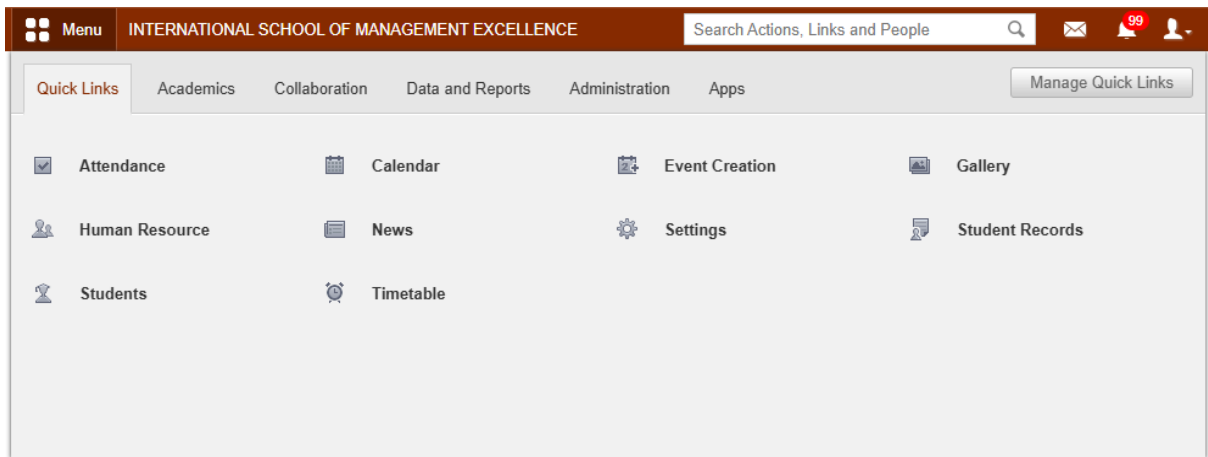 Menu INTERNATIONAL SCHOOL OF MANAGEMENT EXCELLENCE Search Actions, Links and People 99
Quick Links Academics Collaboration Data and Reports Administration Apps Manage Quick Links
Attendance Calendar Event Creation Gallery
Human Resource News Settings Student Records
Students Timetable